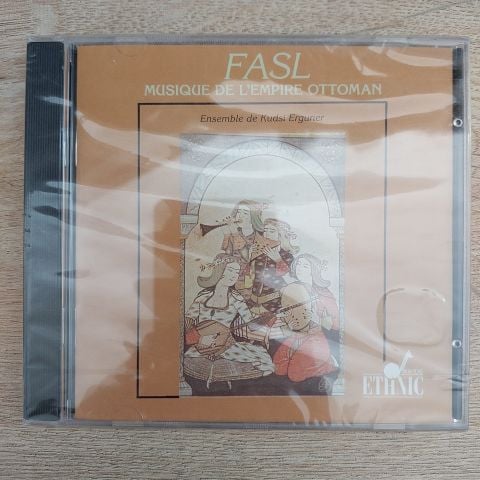 FASL
MUSIQUE DE L'EMPIRE OTTOMAN
Ensemble de Kudsi Erguner
ETHNIC